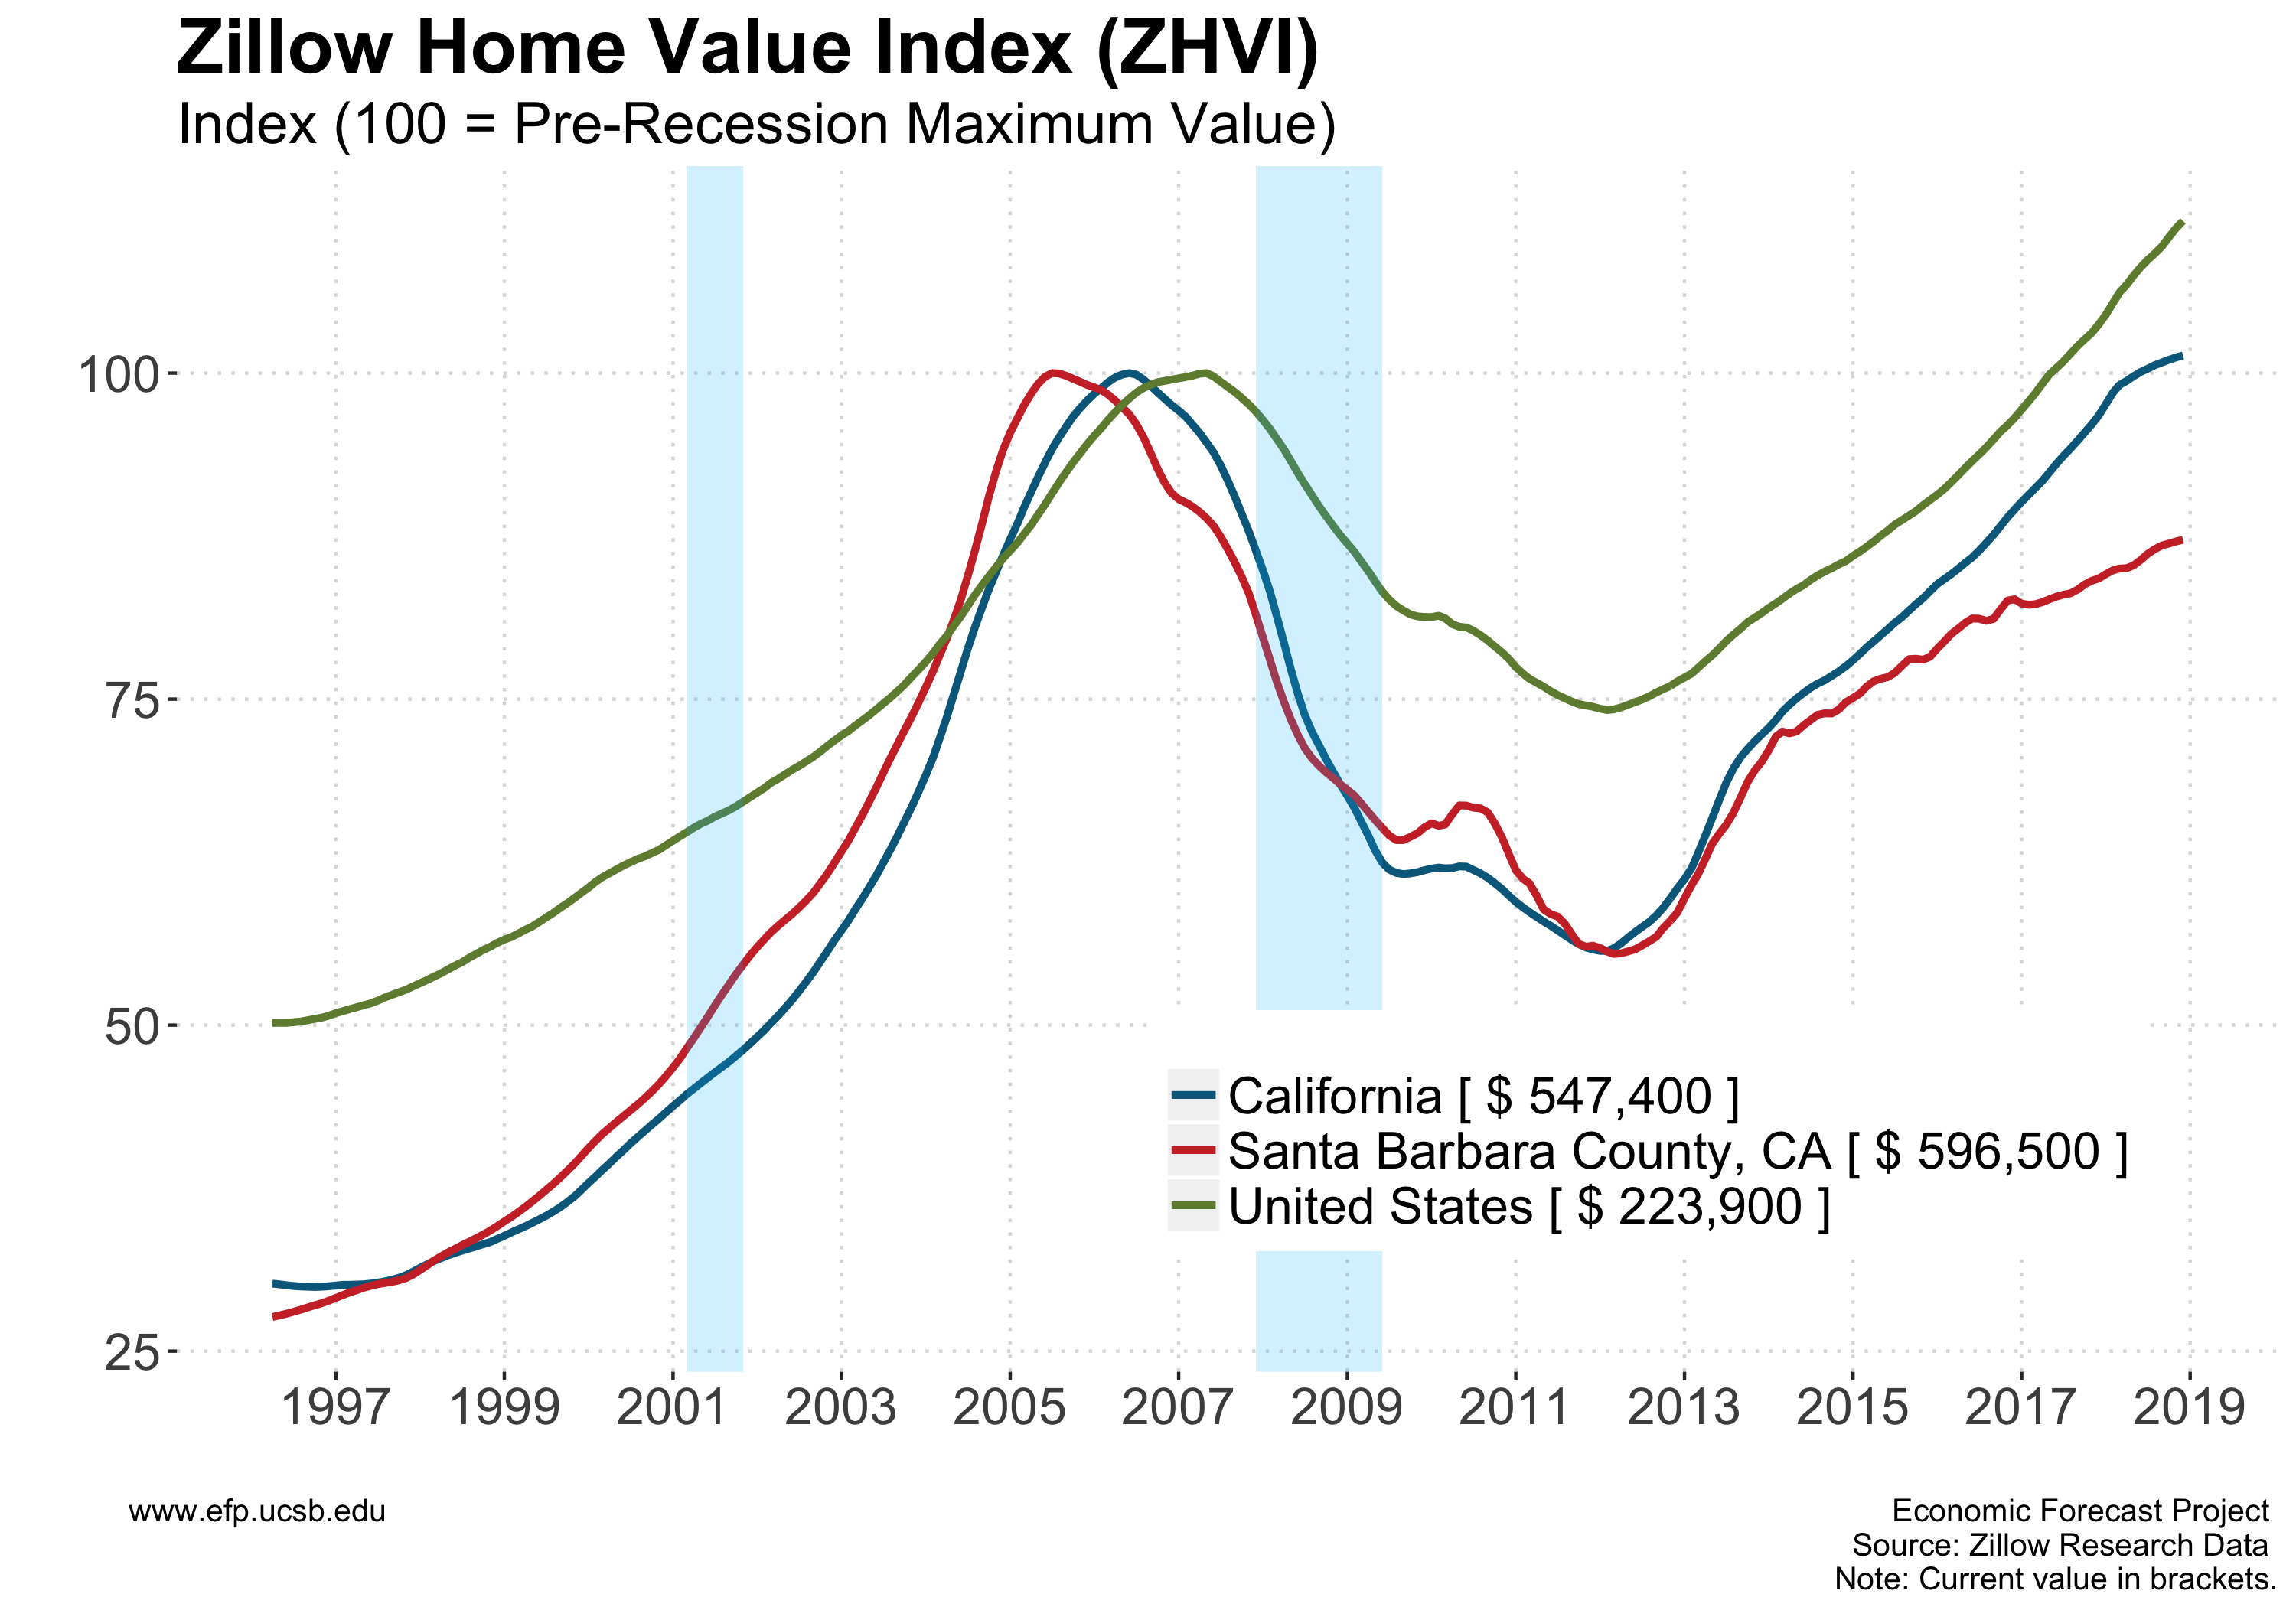 Zillow Home Value Index (ZHVI)
Index (100 = Pre-Recession Maximum Value)
100
75
50
25
California [ $ 547,400 ]
Santa Barbara County, CA [ $ 596,500 ]
United States [ $ 223,900 ]
1997 1999 2001 2003 2005 2007 2009 2011 2013 2015 2017 2019
www.efp.ucsb.edu
Economic Forecast Project
Source: Zillow Research Data
Note: Current value in brackets.